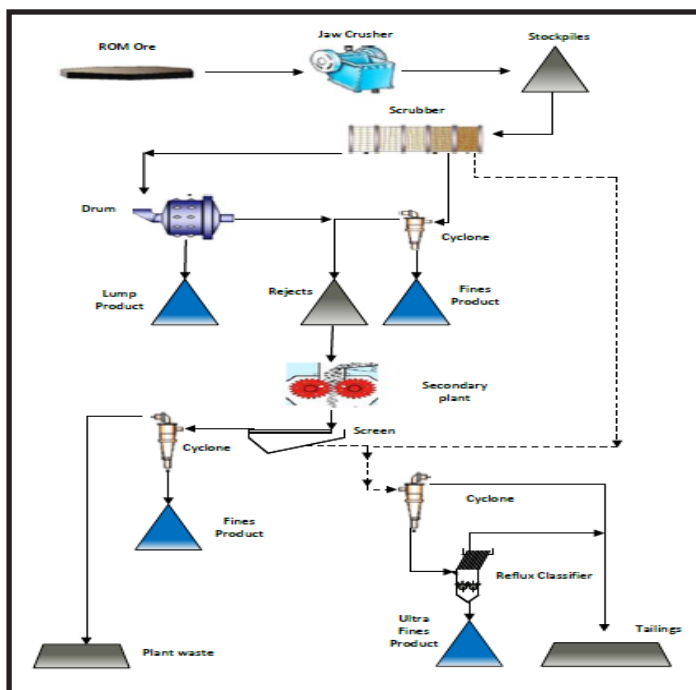 ROM Ore
Jaw Crusher
Stockpiles
Scrubber
Drum
Cyclone
Lump
Product
Rejects
Fines
Product
Secondary
plant
Screen
Cyclone
Cyclone
Fines
Product
Reflux Classifier
Ultra
Fines
Product
Tailings
Plant waste